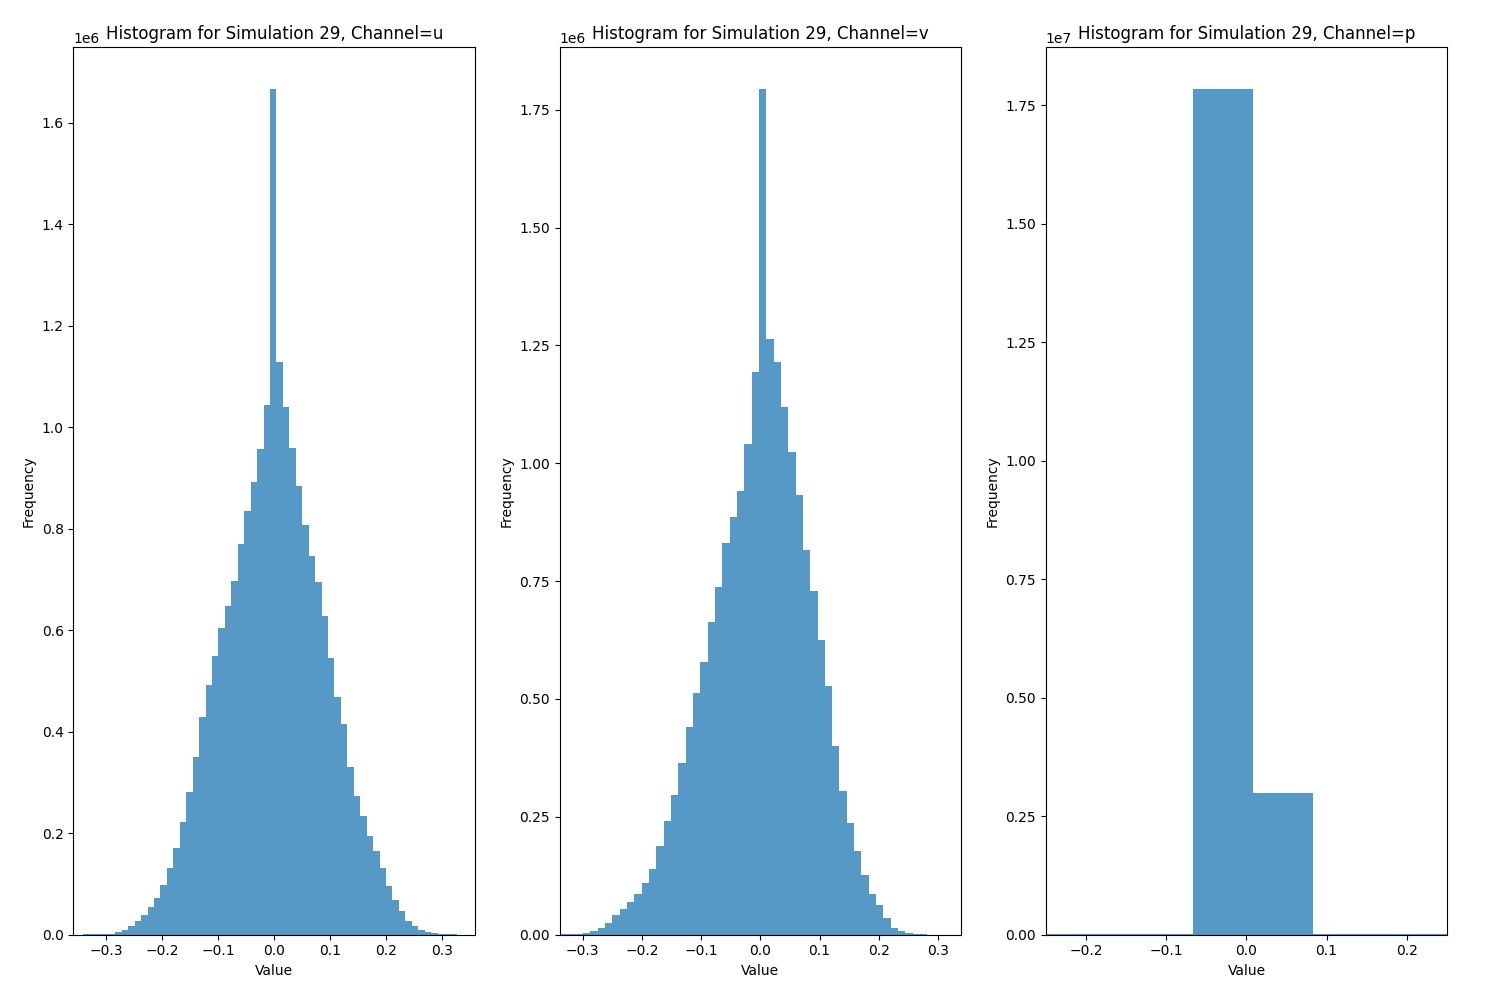 Histogram for Simulation 29, Channel=u
1e6
1.6
1.4
1.2
1.0
0.8
0.6
0.4
0.2
0.0
Frequency
−0.3 −0.2 −0.1 0.0 0.1 0.2 0.3
Value
Histogram for Simulation 29, Channel=v
1e6
1.75
1.50
1.25
1.00
0.75
0.50
0.25
0.00
Frequency
−0.3 −0.2 −0.1 0.0 0.1 0.2 0.3
Value
Histogram for Simulation 29, Channel=p
1e7
1.75
1.50
1.25
1.00
0.75
0.50
0.25
0.00
Frequency
−0.2 −0.1 0.0 0.1 0.2
Value